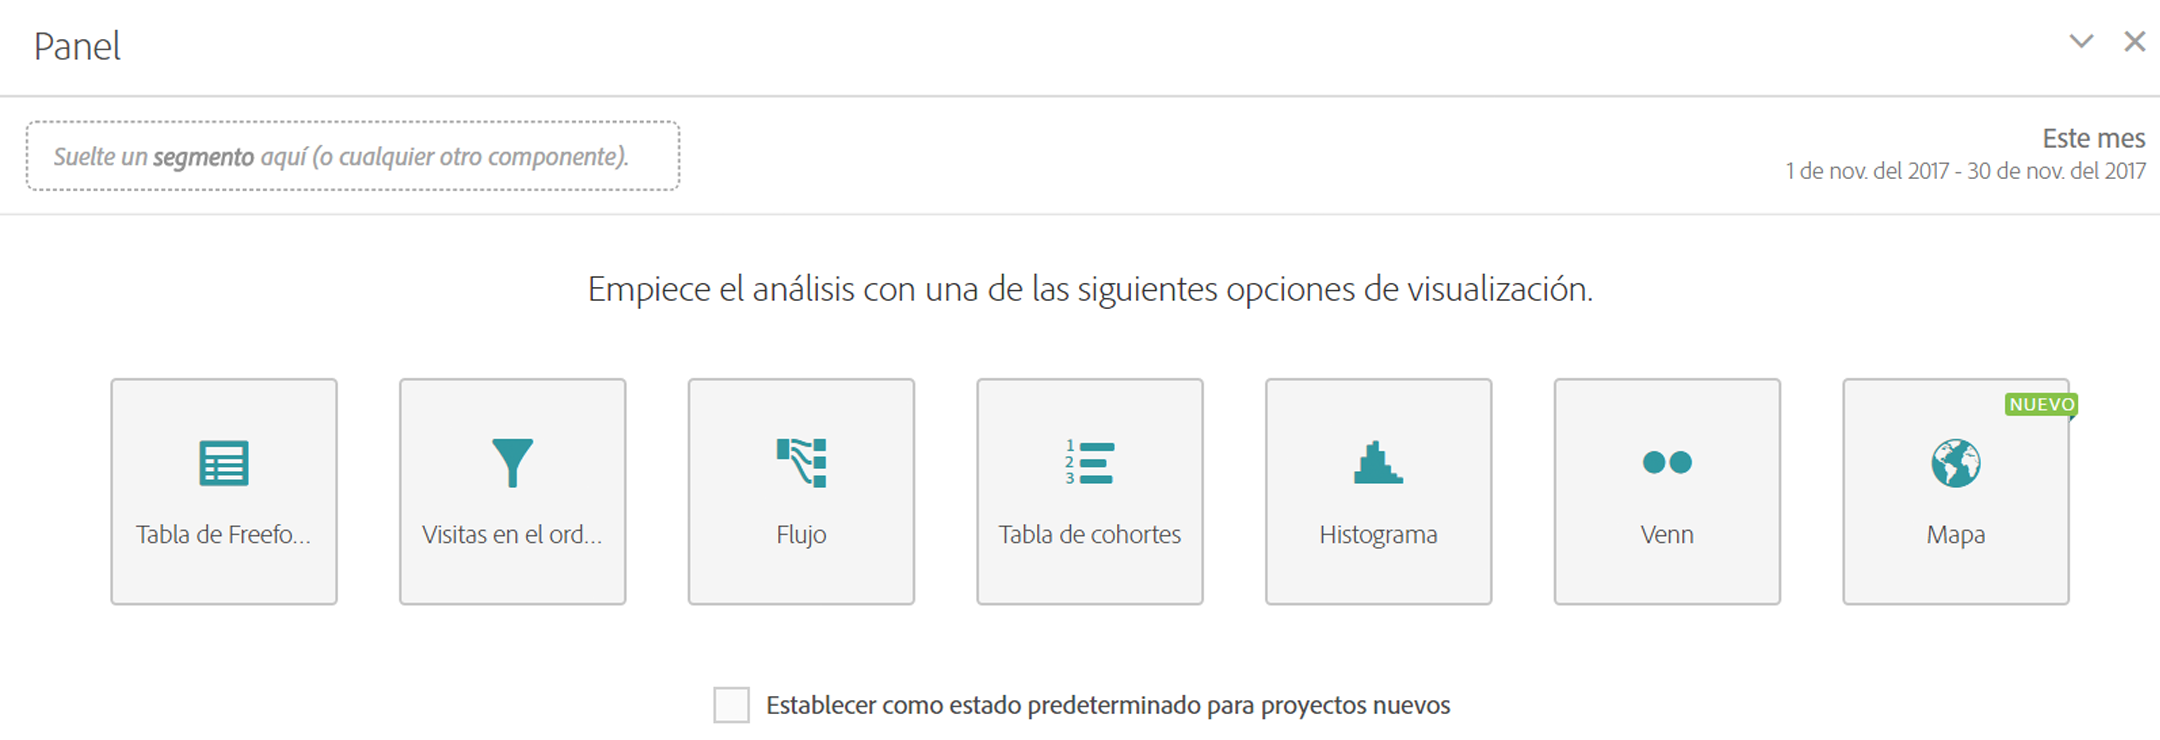 Panel
Suelte un segmento aquí (o cualquier otro componente).
Este mes
1 de nov. del 2017 - 30 de nov. del 2017
Empiece el análisis con una de las siguientes opciones de visualización.
NUEVO
1
2
3
Tabla de Freefo...
Visitas en el ord...
Flujo
Tabla de cohortes
Histograma
Venn
Mapa
Establecer como estado predeterminado para proyectos nuevos